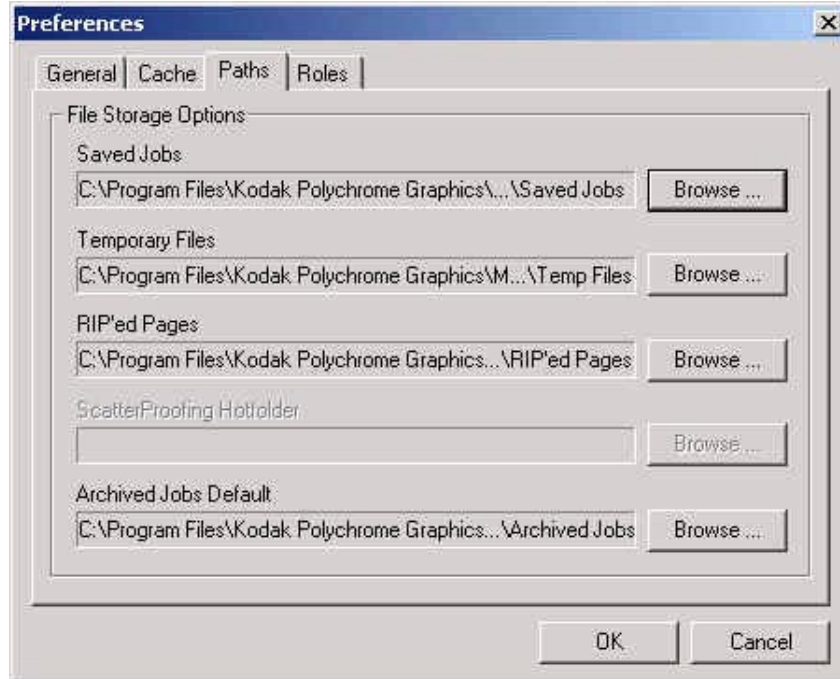 Preferences
General Cache Paths Roles
File Storage Options
Saved Jobs
C:\Program Files\Kodak Polychrome Graphics\...\Saved Jobs Browse ...
Temporary Files
C:\Program Files\Kodak Polychrome Graphics\M...\Temp Files Browse ...
RIP'ed Pages
C:\Program Files\Kodak Polychrome Graphics...\RIP'ed Pages Browse ...
ScatterProofing Hotfolder
Browse ...
Archived Jobs Default
C:\Program Files\Kodak Polychrome Graphics...\Archived Jobs Browse ...
OK Cancel